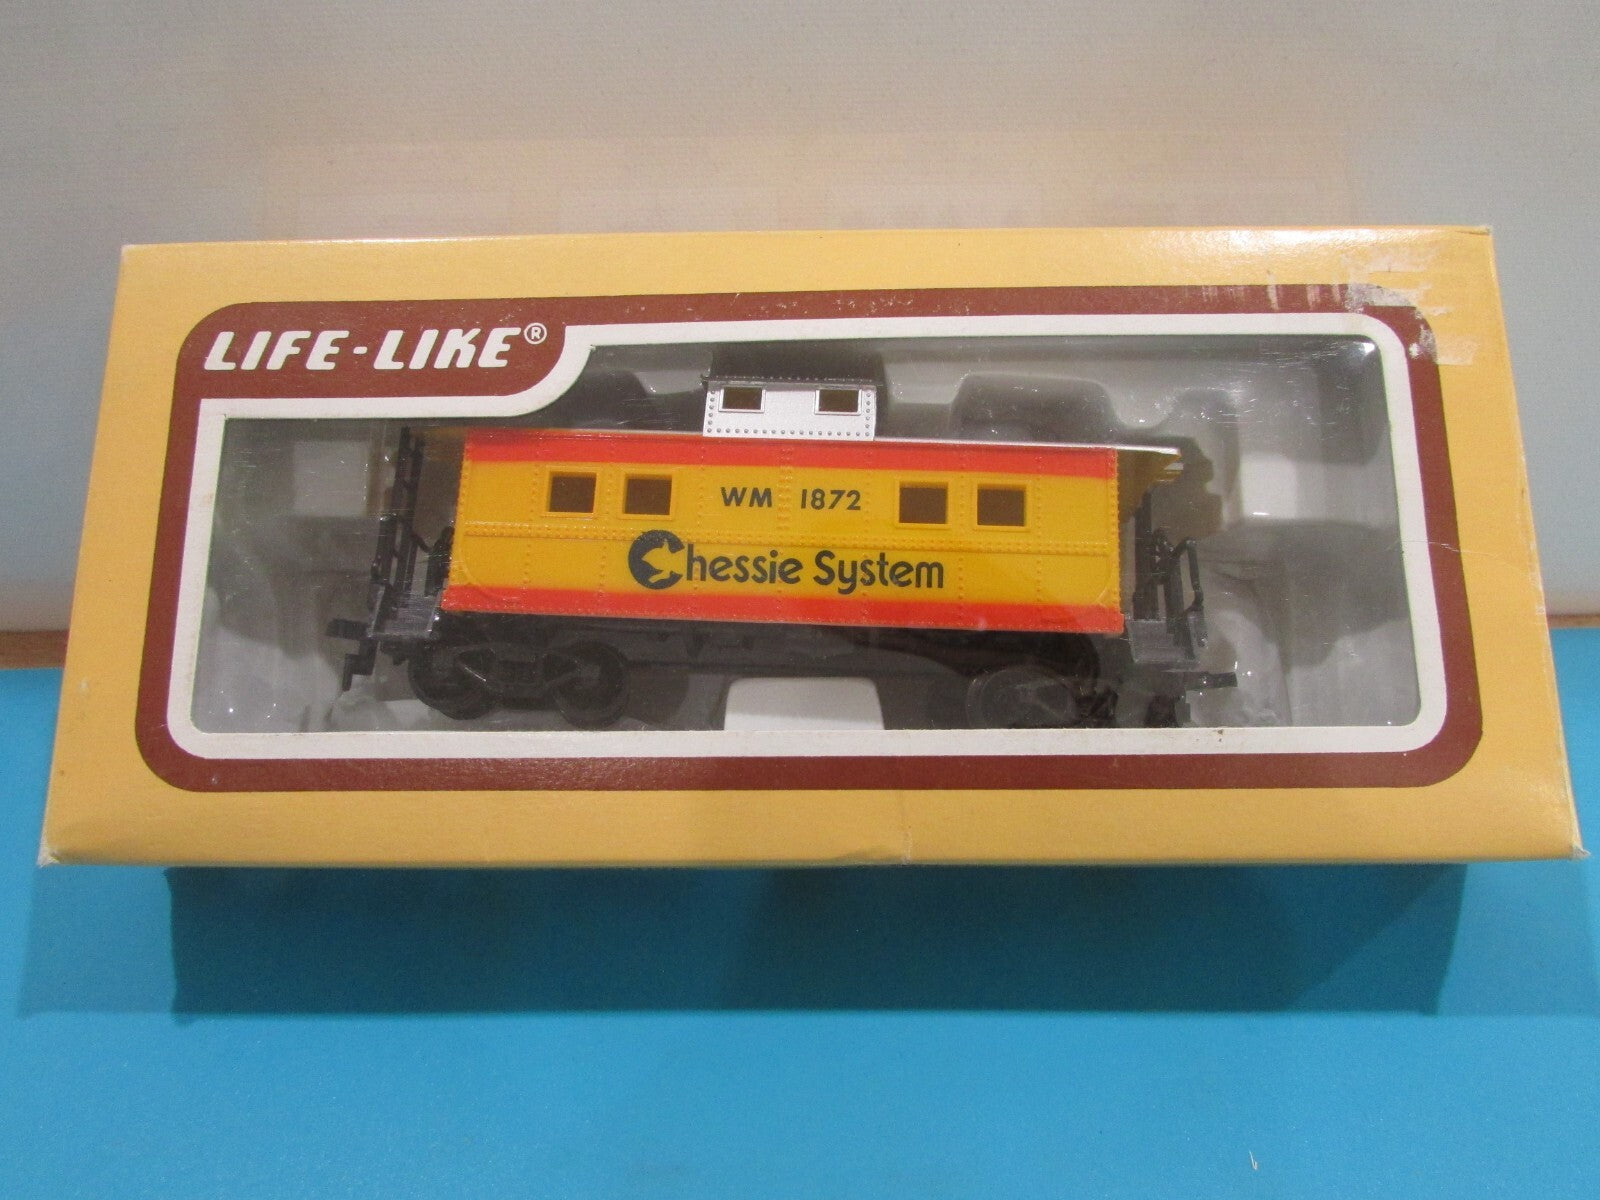 LIFE-LIKE®
WM 1872
Chessie System